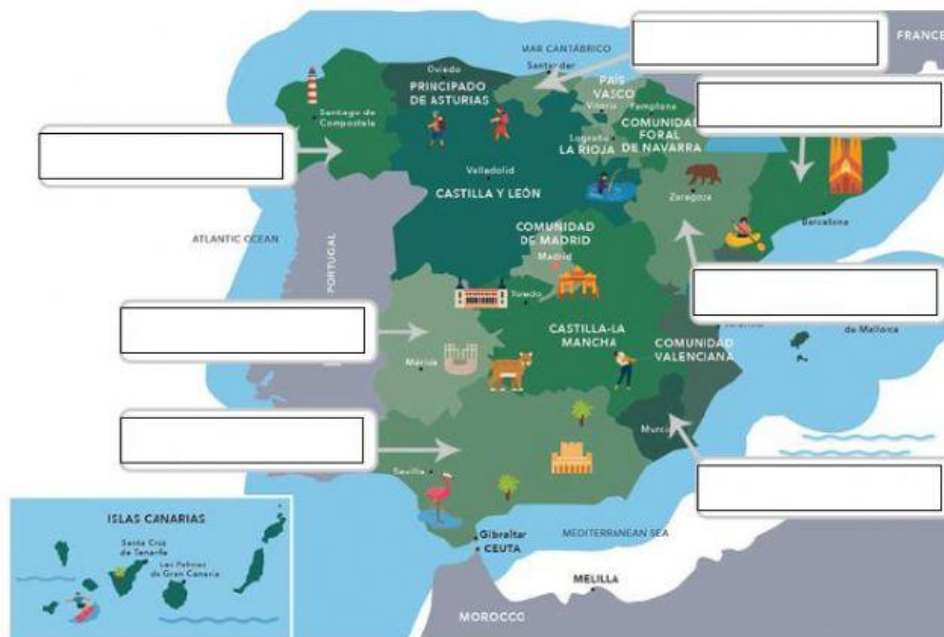 FRANCE
MAR CANTÁBRICO
Santander
Oviedo
PRINCIPADO
DE ASTURIAS
PAÍS
VASCO
Vitoria
Pamplona
COMUNIDAD
FORAL
DE NAVARRA
Santiago de
Compostela
Logroño
LA RIOJA
Valladolid
CASTILLA Y LEÓN
Zaragoza
Barcelona
ATLANTIC OCEAN
PORTUGAL
COMUNIDAD
DE MADRID
Madrid
Toledo
CASTILLA-LA
MANCHA
COMUNIDAD
VALENCIANA
de Mallorca
Mérida
Murcia
Sevilla
Gibraltar
CEUTA
MEDITERRANEAN SEA
MELILLA
MOROCCO
ISLAS CANARIAS
Santa Cruz
de Tenerife
Las Palmas
de Gran Canaria